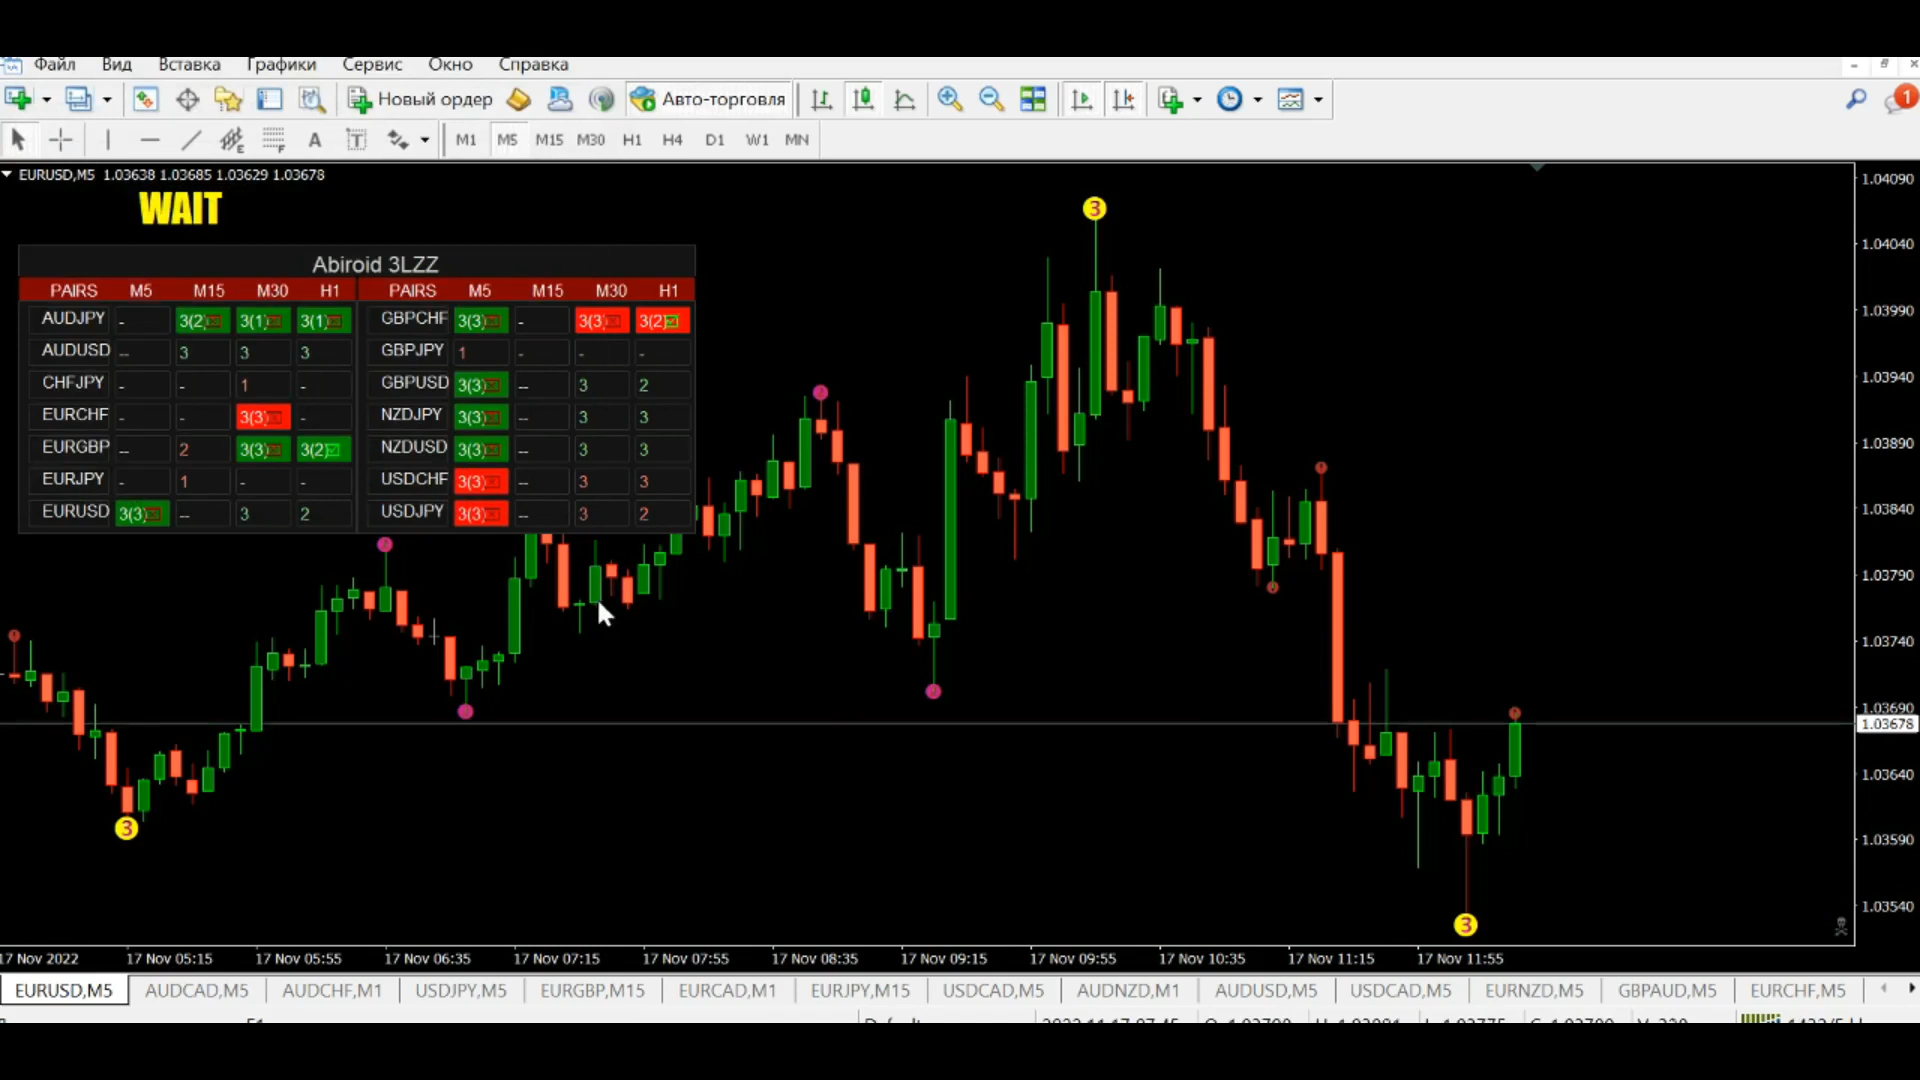 Файл Вид Вставка Графики Сервис Окно Справка
Новый ордер Авто-торговля 1
A T M1 M5 M15 M30 H1 H4 D1 W1 MN
EURUSD,M5 1.03638 1.03685 1.03629 1.03678
WAIT
Abiroid 3LZZ
PAIRS M5 M15 M30 H1 PAIRS M5 M15 M30 H1
AUDJPY - 3(2) 3(1) 3(1) GBPCHF 3(3) - 3(3) 3(2)
AUDUSD -- 3 3 3 GBPJPY 1 - - -
CHFJPY - - 1 - GBPUSD 3(3) -- 3 2
EURCHF - - 3(3) - NZDJPY 3(3) -- 3 3
EURGBP -- 2 3(3) 3(2) NZDUSD 3(3) -- 3 3
EURJPY - 1 - - USDCHF 3(3) -- 3 3
EURUSD 3(3) -- 3 2 USDJPY 3(3) -- 3 2
3
3
3
1.04090
1.04040
1.03990
1.03940
1.03890
1.03840
1.03790
1.03740
1.03690
1.03678
1.03640
1.03590
1.03540
17 Nov 2022 17 Nov 05:15 17 Nov 05:55 17 Nov 06:35 17 Nov 07:15 17 Nov 07:55 17 Nov 08:35 17 Nov 09:15 17 Nov 09:55 17 Nov 10:35 17 Nov 11:15 17 Nov 11:55
EURUSD,M5 AUDCAD,M5 AUDCHF,M1 USDJPY,M5 EURGBP,M15 EURCAD,M1 EURJPY,M15 USDCAD,M5 AUDNZD,M1 AUDUSD,M5 USDCAD,M5 EURNZD,M5 GBPAUD,M5 EURCHF,M5